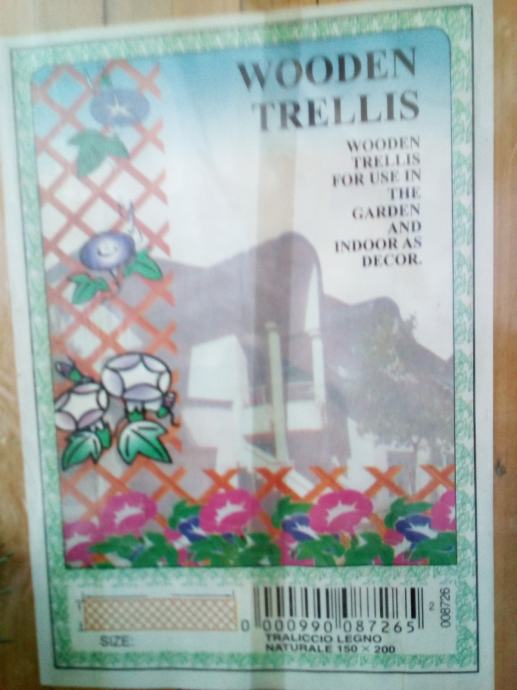 WOODEN
TRELLIS
WOODEN
TRELLIS
FOR USE IN
THE
GARDEN
AND
INDOOR AS
DECOR.
SIZE:
0 000990 087265
2
008726
TRALICCIO LEGNO
NATURALE 150 × 200